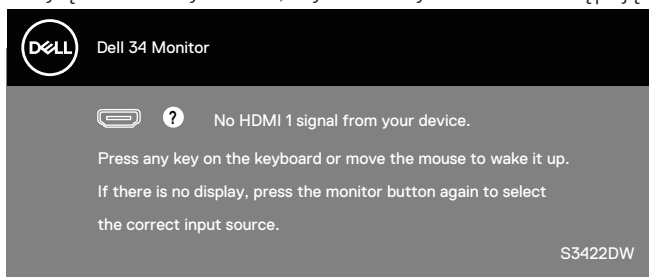 DELL
Dell 34 Monitor
? No HDMI 1 signal from your device.
Press any key on the keyboard or move the mouse to wake it up.
If there is no display, press the monitor button again to select
the correct input source.
S3422DW